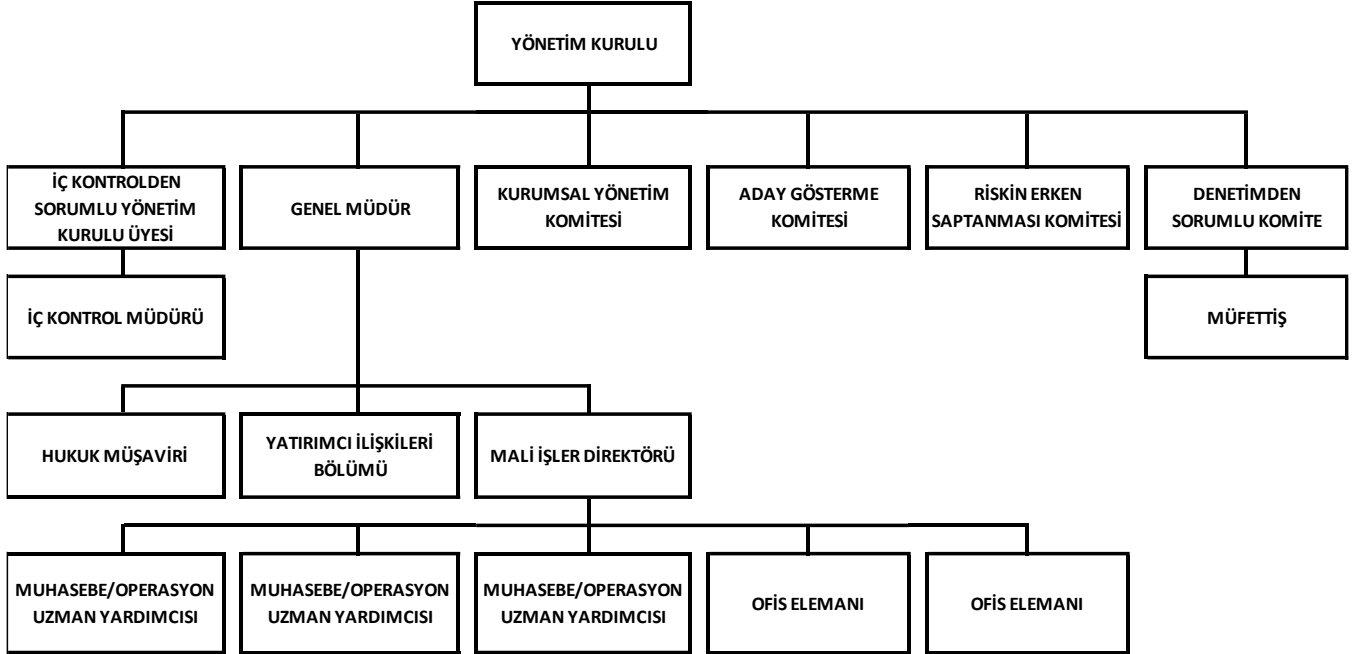 YÖNETİM KURULU
İÇ KONTROLDEN
SORUMLU YÖNETİM
KURULU ÜYESİ
GENEL MÜDÜR
KURUMSAL YÖNETİM
KOMİTESİ
ADAY GÖSTERME
KOMİTESİ
RİSKİN ERKEN
SAPTANMASI KOMİTESİ
DENETİMDEN
SORUMLU KOMİTE
İÇ KONTROL MÜDÜRÜ
MÜFETTİŞ
HUKUK MÜŞAVİRİ
YATIRIMCI İLİŞKİLERİ
BÖLÜMÜ
MALİ İŞLER DİREKTÖRÜ
MUHASEBE/OPERASYON
UZMAN YARDIMCISI
MUHASEBE/OPERASYON
UZMAN YARDIMCISI
MUHASEBE/OPERASYON
UZMAN YARDIMCISI
OFİS ELEMANI
OFİS ELEMANI